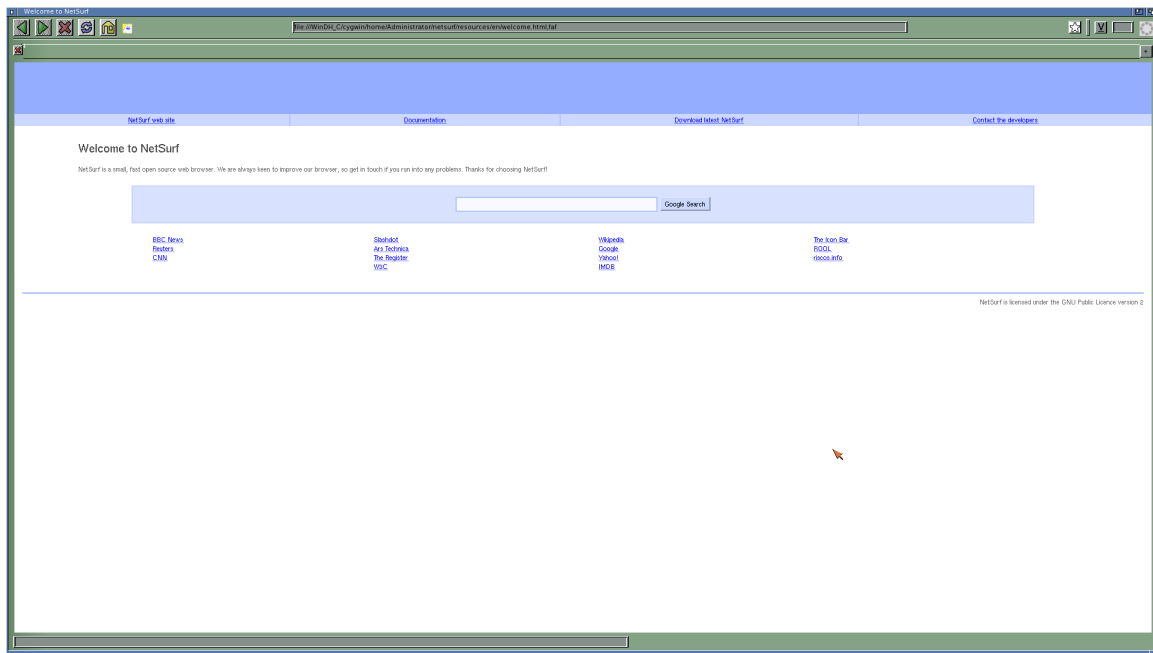 Welcome to NetSurf
file:///WinDH_C/cygwin/home/Administrator/netsurf/resources/en/welcome.html.faf
V
NetSurf web site Documentation Download latest NetSurf Contact the developers
Welcome to NetSurf
NetSurf is a small, fast open source web browser. We are always keen to improve our browser, so get in touch if you run into any problems. Thanks for choosing NetSurf!
Google Search
BBC News Slashdot Wikipedia The Icon Bar
Reuters Ars Technica Google ROOL
CNN The Register Yahoo! riscos.info
W3C IMDB
NetSurf is licensed under the GNU Public Licence version 2